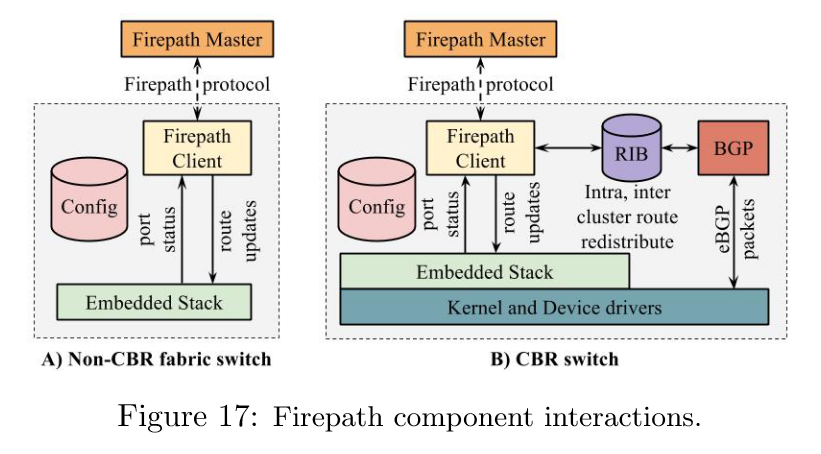 Firepath Master
Firepath protocol
Firepath
Client
Config
port
status
route
updates
Embedded Stack
A) Non-CBR fabric switch
Firepath Master
Firepath protocol
Firepath
Client
RIB
BGP
Config
port
status
route
updates
Intra, inter
cluster route
redistribute
eBGP
packets
Embedded Stack
Kernel and Device drivers
B) CBR switch
Figure 17: Firepath component interactions.